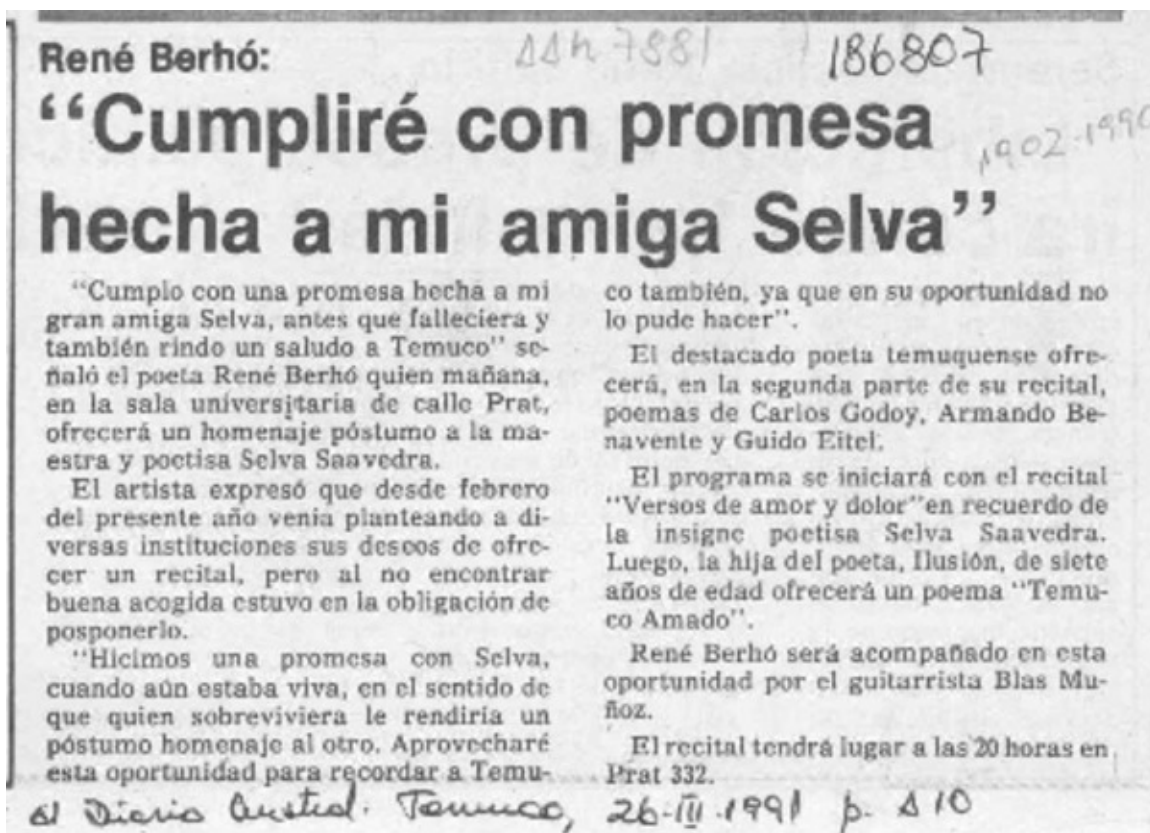 René Berhó:
AAh 7881
186807
1902-1990
“Cumpliré con promesa
hecha a mi amiga Selva”
“Cumplo con una promesa hecha a mi
gran amiga Selva, antes que falleciera y
también rindo un saludo a Temuco” se-
ñaló el poeta René Berhó quien mañana,
en la sala universitaria de calle Prat,
ofrecerá un homenaje póstumo a la ma-
estra y poetisa Selva Saavedra.
El artista expresó que desde febrero
del presente año venía planteando a di-
versas instituciones sus deseos de ofre-
cer un recital, pero al no encontrar
buena acogida estuvo en la obligación de
posponerlo.
“Hicimos una promesa con Selva,
cuando aún estaba viva, en el sentido de
que quien sobreviviera le rendiría un
póstumo homenaje al otro. Aprovecharé
esta oportunidad para recordar a Temu-
co también, ya que en su oportunidad no
lo pude hacer”.
El destacado poeta temuquense ofre-
cerá, en la segunda parte de su recital,
poemas de Carlos Godoy, Armando Be-
navente y Guido Eitel.
El programa se iniciará con el recital
“Versos de amor y dolor”en recuerdo de
la insigne poetisa Selva Saavedra.
Luego, la hija del poeta, Ilusión, de siete
años de edad ofrecerá un poema “Temu-
co Amado”.
René Berhó será acompañado en esta
oportunidad por el guitarrista Blas Mu-
ñoz.
El recital tendrá lugar a las 20 horas en
Prat 332.
El Diario Austral. Temuco, 26-III-1991 p. A10